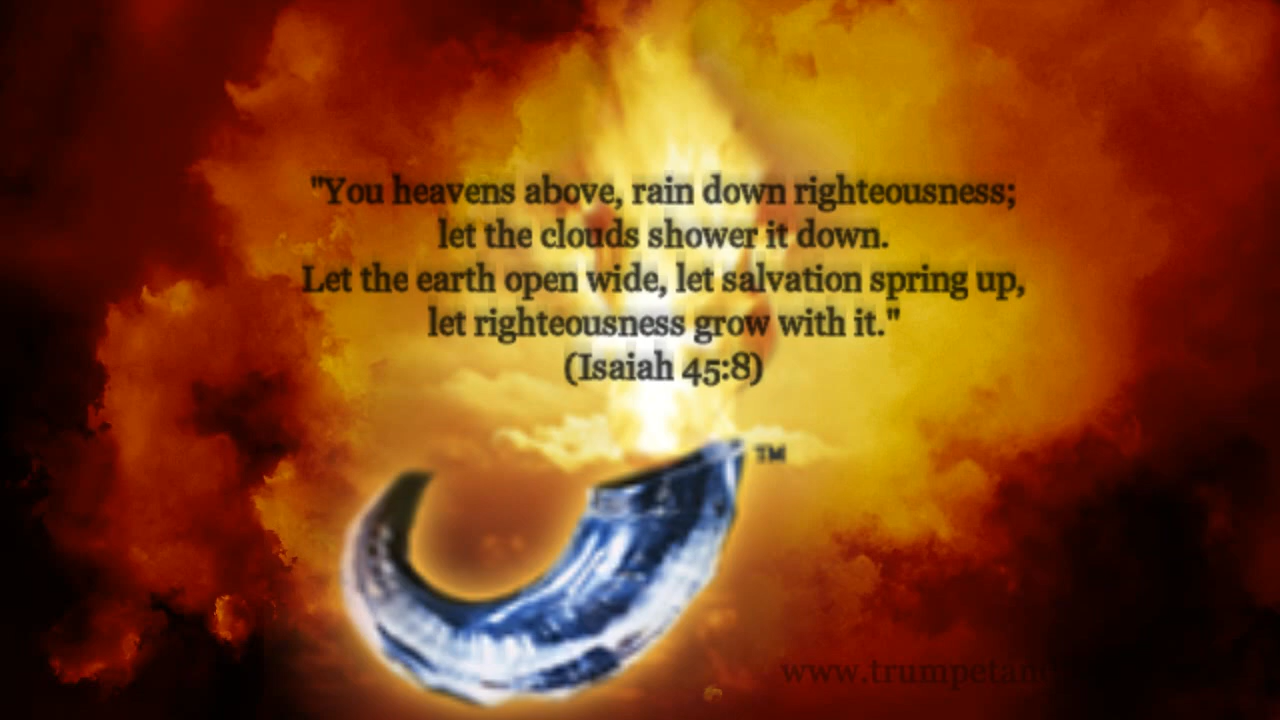 "You heavens above, rain down righteousness;
let the clouds shower it down.
Let the earth open wide, let salvation spring up,
let righteousness grow with it."
(Isaiah 45:8)
TM